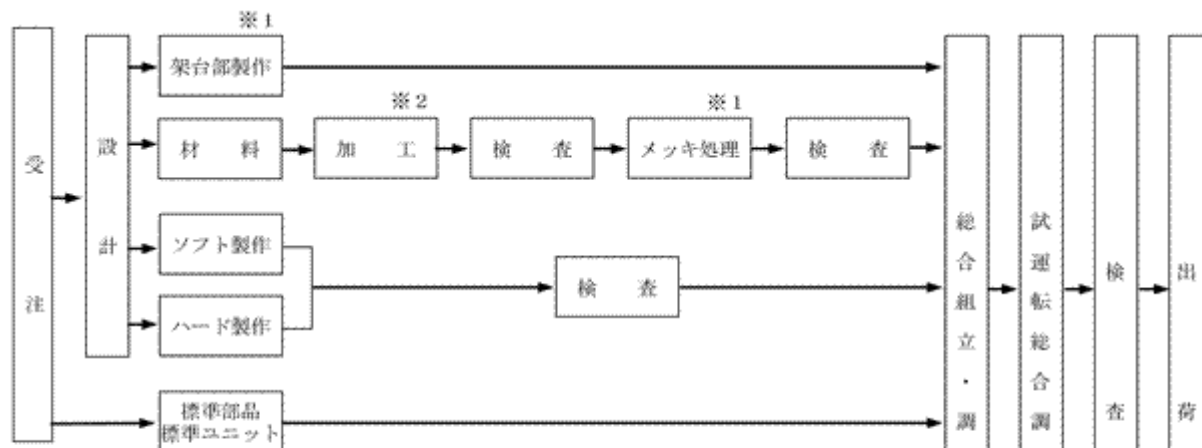 ※1
架台部製作
※2
※1
材 料
加 工
検 査
メッキ処理
検 査
受 注
設 計
ソフト製作
ハード製作
検 査
標準部品
標準ユニット
総合組立・調
試運転総合調
検 査
出 荷